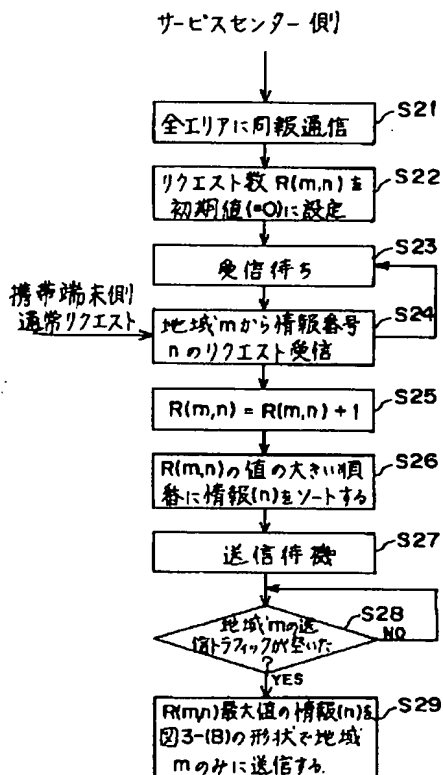 サービスセンター側
全エリアに同報通信
S21
リクエスト数 R(m,n)を
初期値(=0)に設定
S22
受信待ち
S23
携帯端末側
通常リクエスト
地域mから情報番号
nのリクエスト受信
S24
R(m,n) = R(m,n) + 1
S25
R(m,n)の値の大きい順
番に情報(n)をソートする
S26
送信待機
S27
地域mの送
信トラフィックが空いた
?
S28
NO
YES
R(m,n)最大値の情報(n)を
図3-(B)の形状で地域
mのみに送信する.
S29